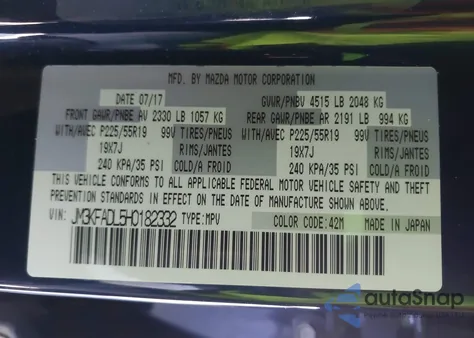 MFD. BY MAZDA MOTOR CORPORATION
DATE 07/17 GVWR/PNBV 4515 LB 2048 KG
FRONT GAWR/PNBE AV 2330 LB 1057 KG REAR GAWR/PNBE AR 2191 LB 994 KG
WITH/AVEC P225/55R19 99V TIRES/PNEUS WITH/AVEC P225/55R19 99V TIRES/PNEUS
19X7J RIMS/JANTES 19X7J RIMS/JANTES
240 KPA/35 PSI COLD/A FROID 240 KPA/35 PSI COLD/A FROID
THIS VEHICLE CONFORMS TO ALL APPLICABLE FEDERAL MOTOR VEHICLE SAFETY AND THEFT
PREVENTION STANDARDS IN EFFECT ON THE DATE OF MANUFACTURE SHOWN ABOVE.
VIN: JM3KFADL5H0182332 TYPE:MPV COLOR CODE:42M MADE IN JAPAN
autoSnap